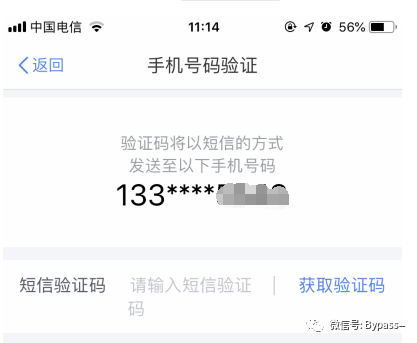 中国电信 11:14 56%
返回 手机号码验证
验证码将以短信的方式
发送至以下手机号码
133****
短信验证码 请输入短信验证码 获取验证码
微信号: Bypass--